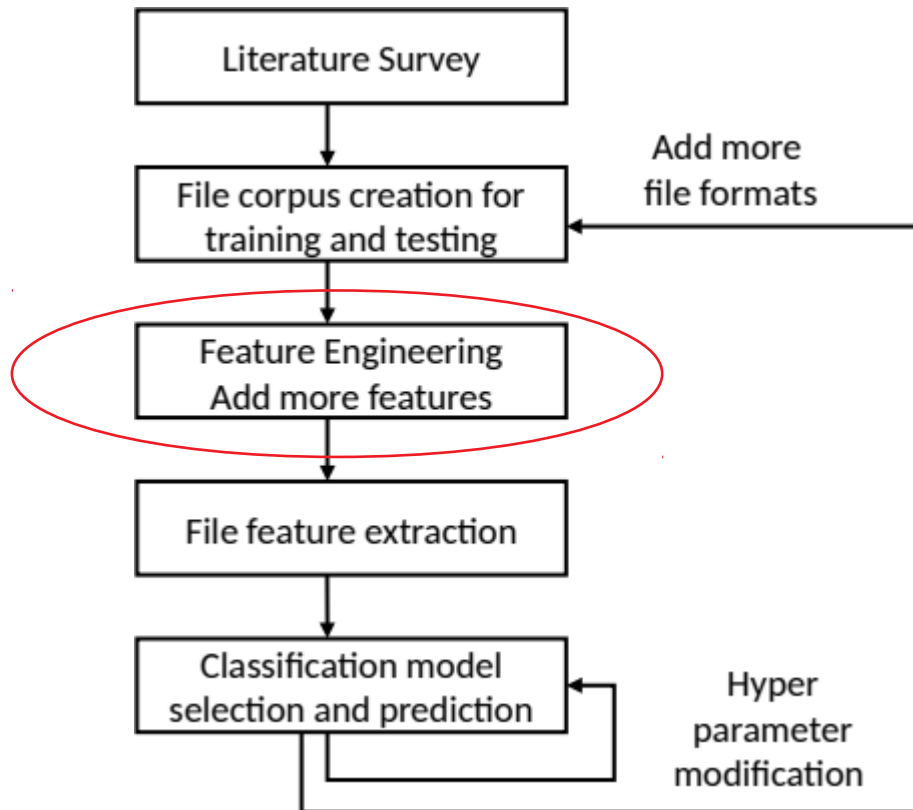 Literature Survey
Add more
file formats
File corpus creation for
training and testing
Feature Engineering
Add more features
File feature extraction
Classification model
selection and prediction
Hyper
parameter
modification